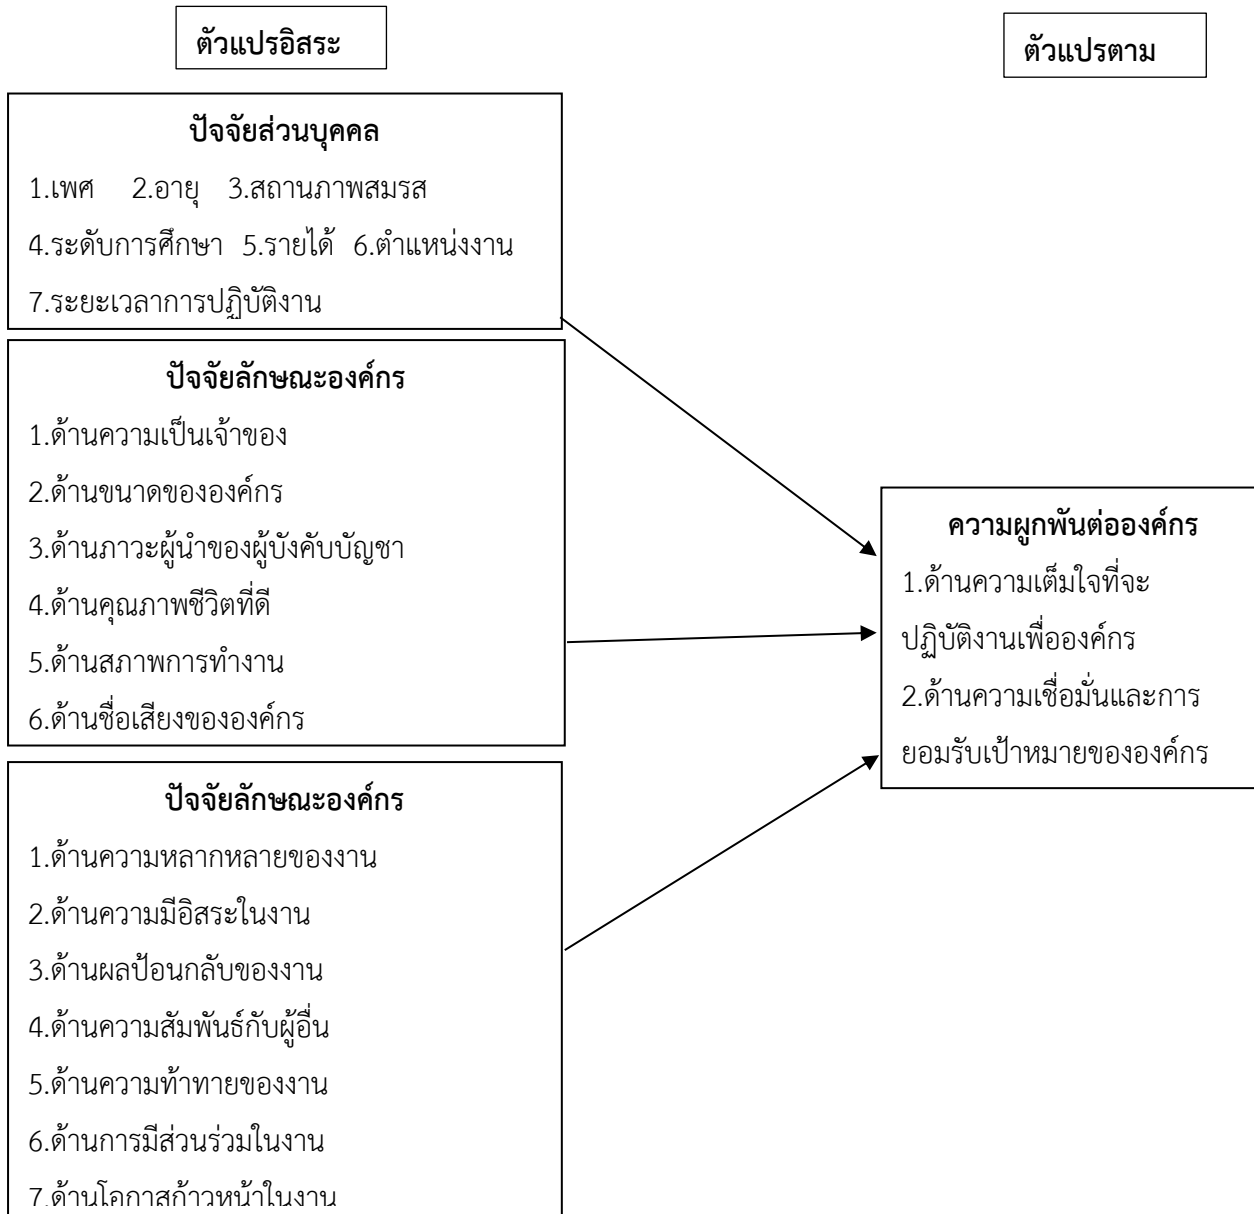 ตัวแปรอิสระ
ตัวแปรตาม
ปัจจัยส่วนบุคคล
1.เพศ 2.อายุ 3.สถานภาพสมรส
4.ระดับการศึกษา 5.รายได้ 6.ตำแหน่งงาน
7.ระยะเวลาการปฏิบัติงาน
ปัจจัยลักษณะองค์กร
1.ด้านความเป็นเจ้าของ
2.ด้านขนาดขององค์กร
3.ด้านภาวะผู้นำของผู้บังคับบัญชา
4.ด้านคุณภาพชีวิตที่ดี
5.ด้านสภาพการทำงาน
6.ด้านชื่อเสียงขององค์กร
ปัจจัยลักษณะองค์กร
1.ด้านความหลากหลายของงาน
2.ด้านความมีอิสระในงาน
3.ด้านผลป้อนกลับของงาน
4.ด้านความสัมพันธ์กับผู้อื่น
5.ด้านความท้าทายของงาน
6.ด้านการมีส่วนร่วมในงาน
7.ด้านโอกาสก้าวหน้าในงาน
ความผูกพันต่อองค์กร
1.ด้านความเต็มใจที่จะ
ปฏิบัติงานเพื่อองค์กร
2.ด้านความเชื่อมั่นและการ
ยอมรับเป้าหมายขององค์กร